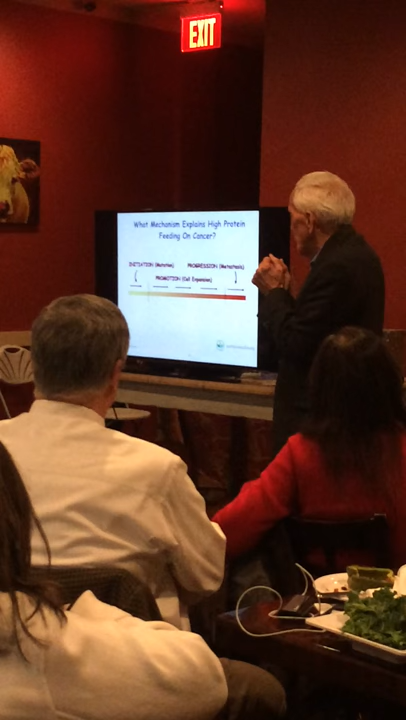 EXIT
What Mechanism Explains High Protein
Feeding On Cancer?
INITIATION (Mutation) PROGRESSION (Metastasis)
PROMOTION (Cell Expansion)